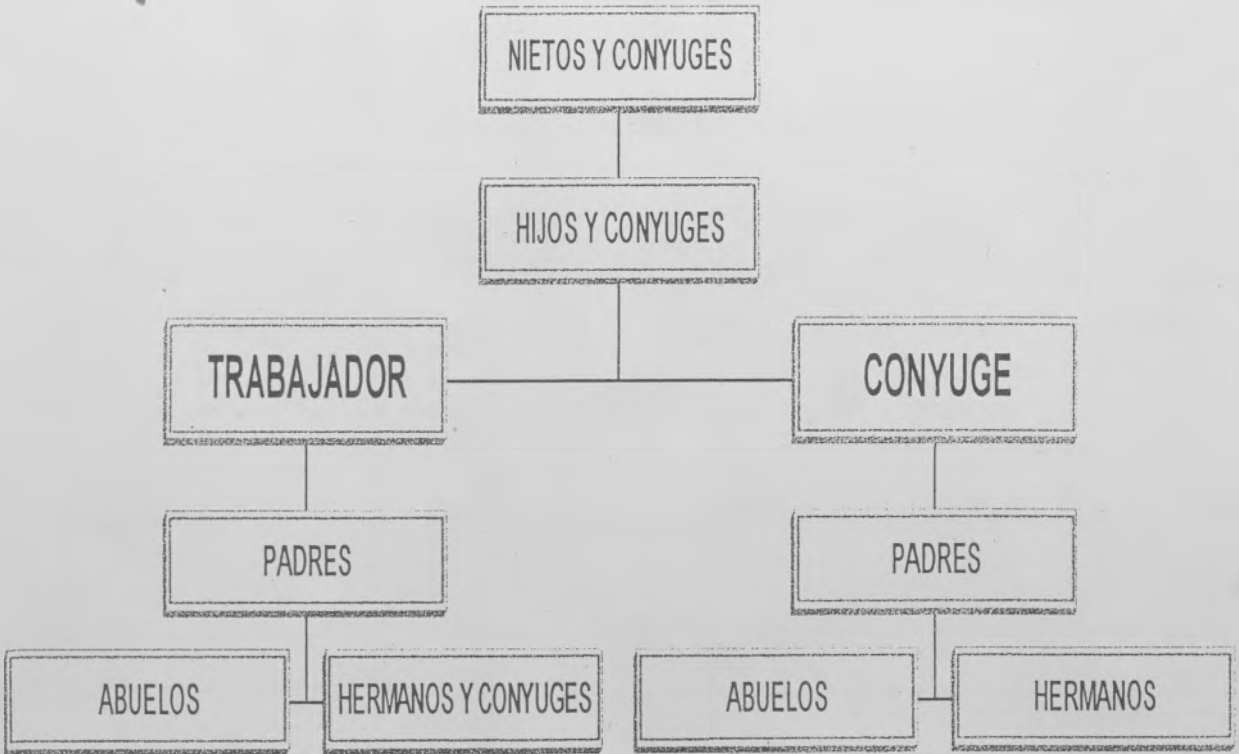 NIETOS Y CONYUGES
HIJOS Y CONYUGES
TRABAJADOR
CONYUGE
PADRES
PADRES
ABUELOS
HERMANOS Y CONYUGES
ABUELOS
HERMANOS